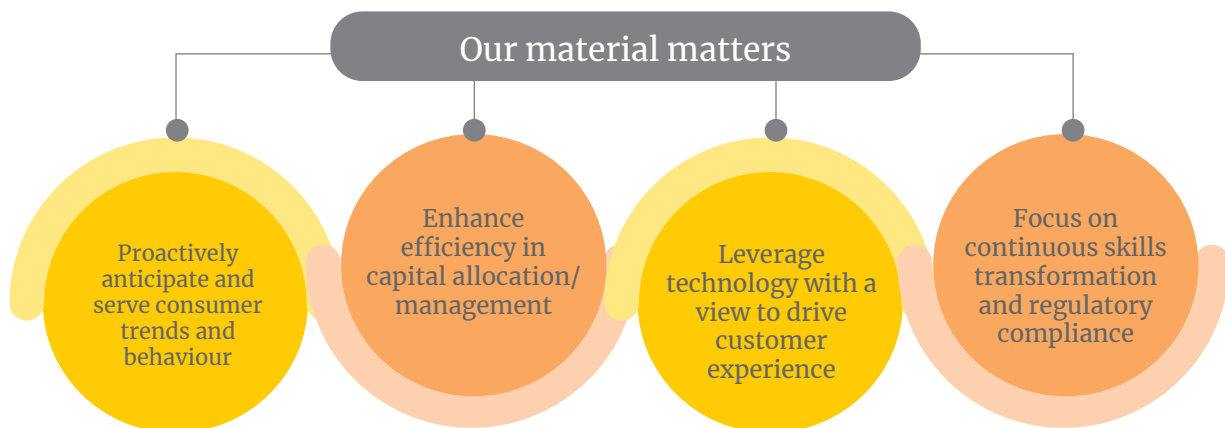 Our material matters
Proactively
anticipate and
serve consumer
trends and
behaviour
Enhance
efficiency in
capital allocation/
management
Leverage
technology with a
view to drive
customer
experience
Focus on
continuous skills
transformation
and regulatory
compliance